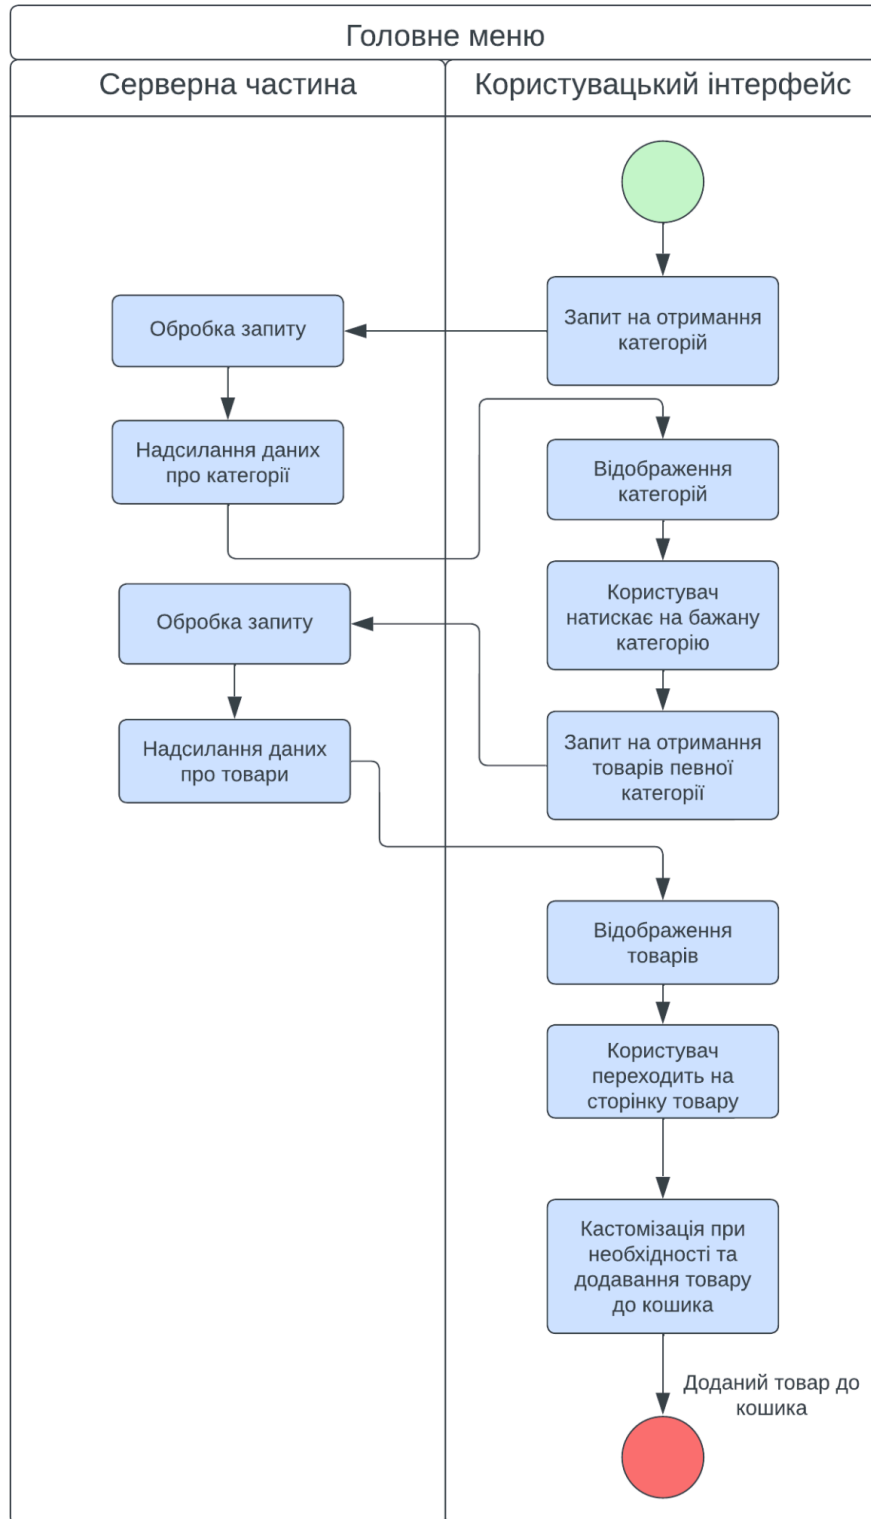 Головне меню
Серверна частина
Користувацький інтерфейс
Запит на отримання
категорій
Обробка запиту
Надсилання даних
про категорії
Відображення
категорій
Користувач
натискає на бажану
категорію
Запит на отримання
товарів певної
категорії
Обробка запиту
Надсилання даних
про товари
Відображення
товарів
Користувач
переходить на
сторінку товару
Кастомізація при
необхідності та
додавання товару
до кошика
Доданий товар до
кошика